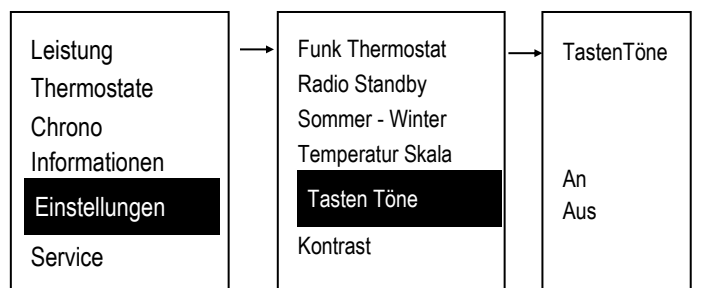 Leistung
Thermostate
Chrono
Informationen
Einstellungen
Service
Funk Thermostat
Radio Standby
Sommer - Winter
Temperatur Skala
Tasten Töne
Kontrast
TastenTöne
An
Aus